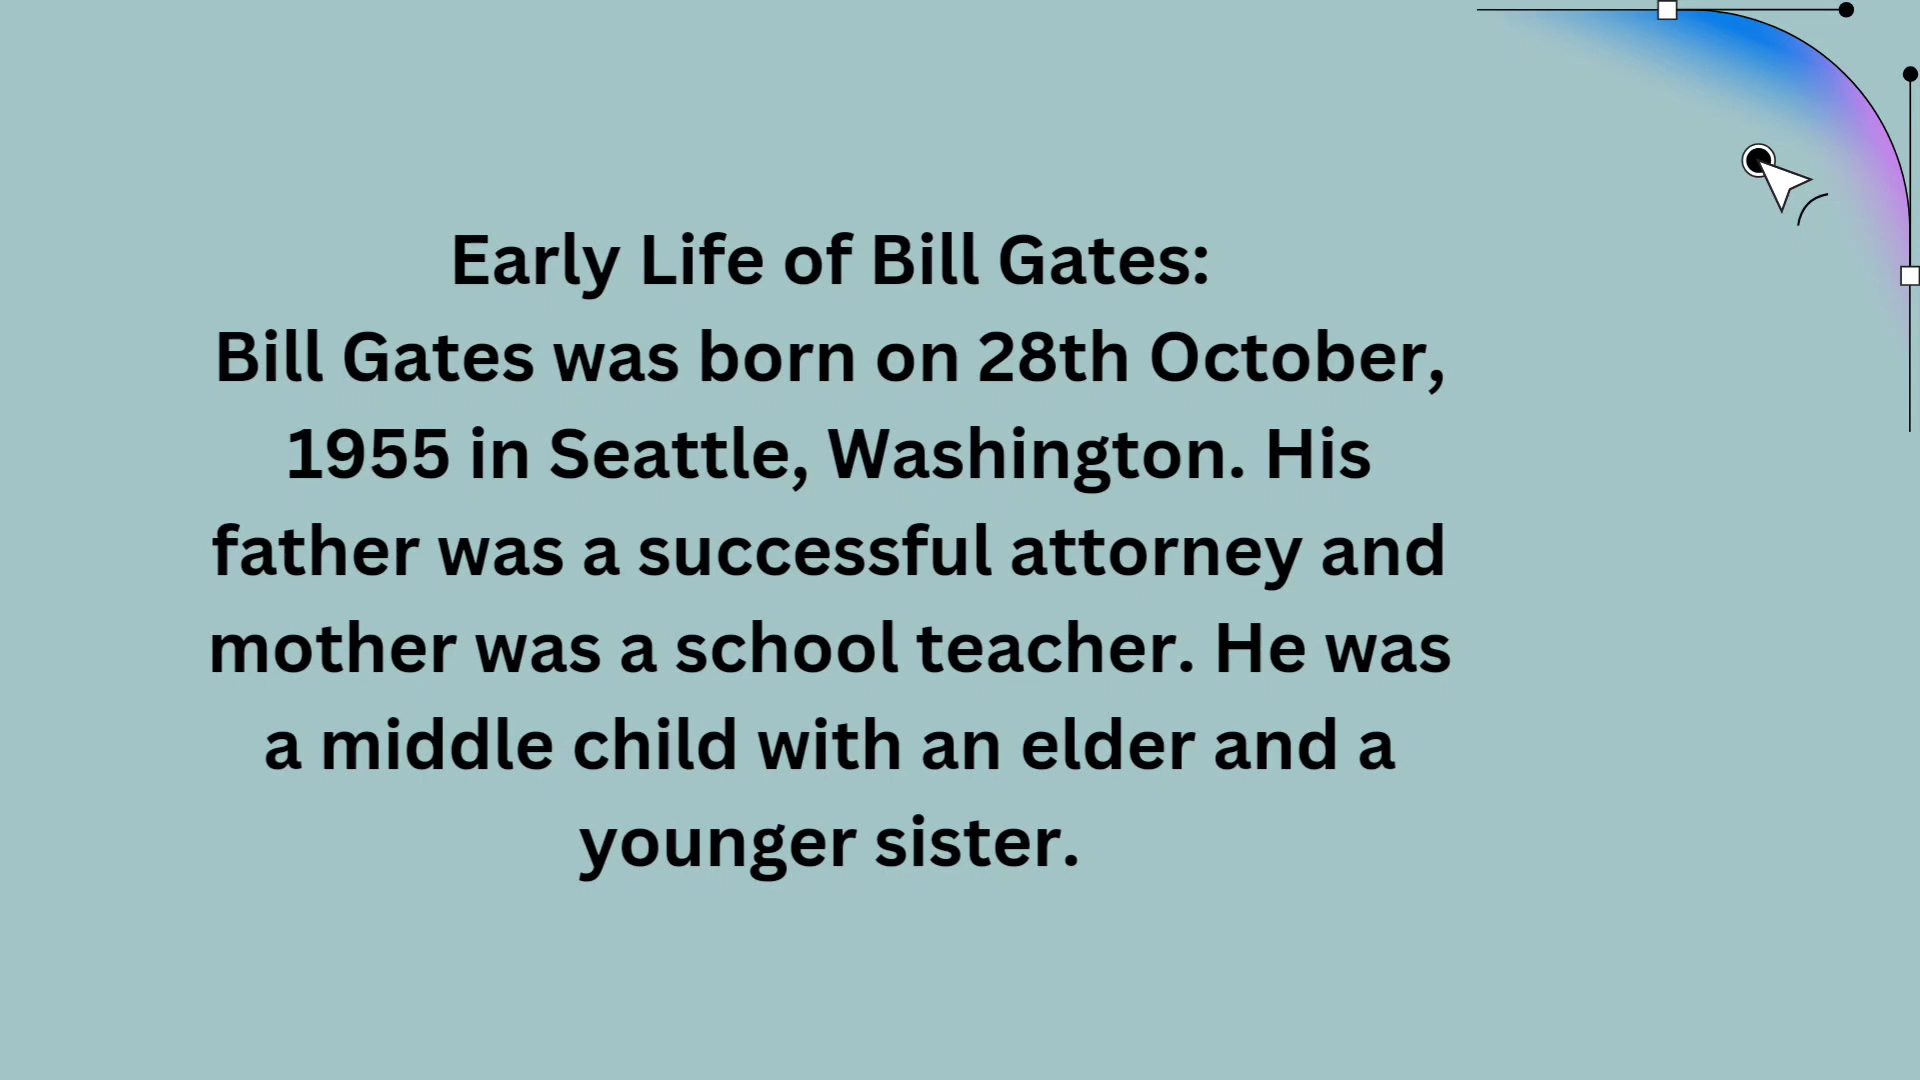 Early Life of Bill Gates:
Bill Gates was born on 28th October,
1955 in Seattle, Washington. His
father was a successful attorney and
mother was a school teacher. He was
a middle child with an elder and a
younger sister.